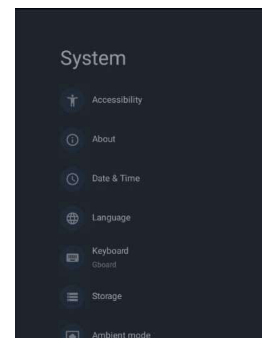 System
Accessibility
About
Date & Time
Language
Keyboard
Gboard
Storage
Ambient mode